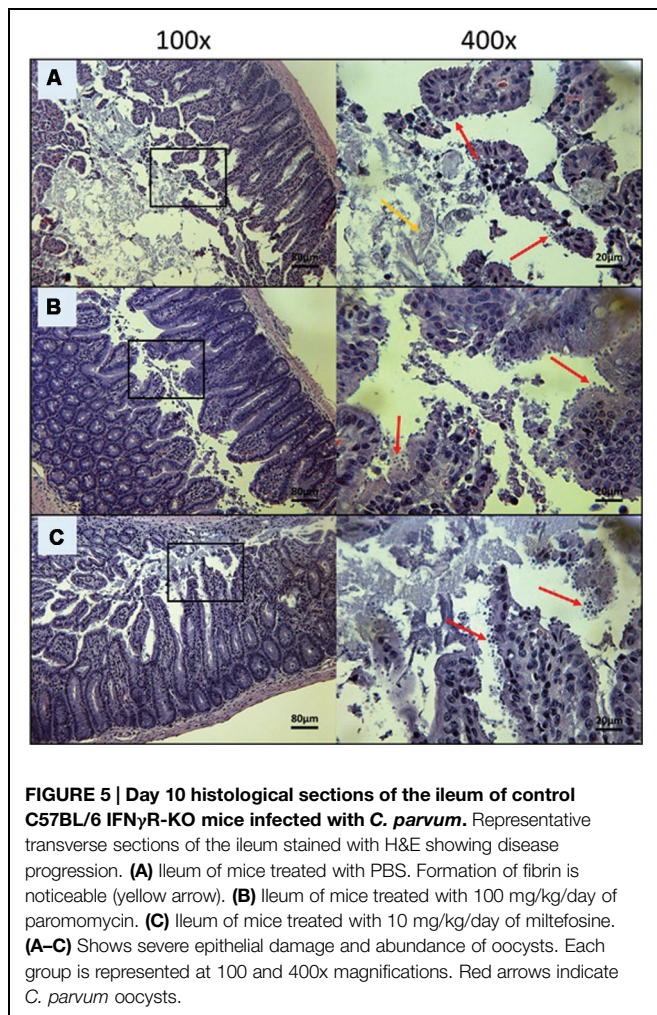 100x 400x
A
80µm 20µm
B
80µm 20µm
C
80µm 20µm
FIGURE 5 | Day 10 histological sections of the ileum of control
C57BL/6 IFNγR-KO mice infected with C. parvum. Representative
transverse sections of the ileum stained with H&E showing disease
progression. (A) Ileum of mice treated with PBS. Formation of fibrin is
noticeable (yellow arrow). (B) Ileum of mice treated with 100 mg/kg/day of
paromomycin. (C) Ileum of mice treated with 10 mg/kg/day of miltefosine.
(A–C) Shows severe epithelial damage and abundance of oocysts. Each
group is represented at 100 and 400x magnifications. Red arrows indicate
C. parvum oocysts.